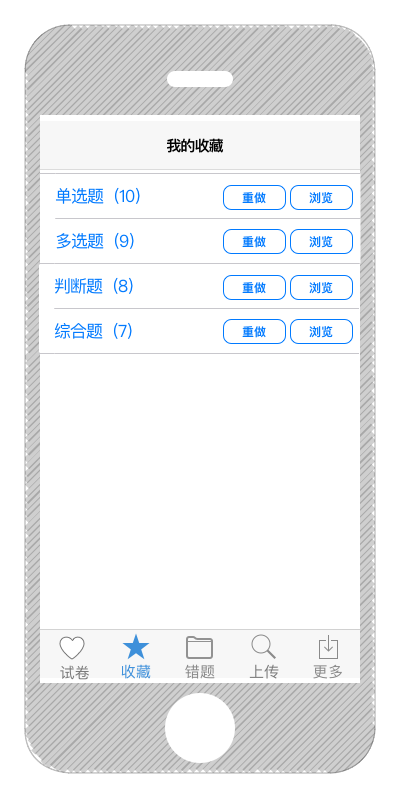 我的收藏
单选题（10） 重做 浏览
多选题（9） 重做 浏览
判断题（8） 重做 浏览
综合题（7） 重做 浏览
试卷 收藏 错题 上传 更多